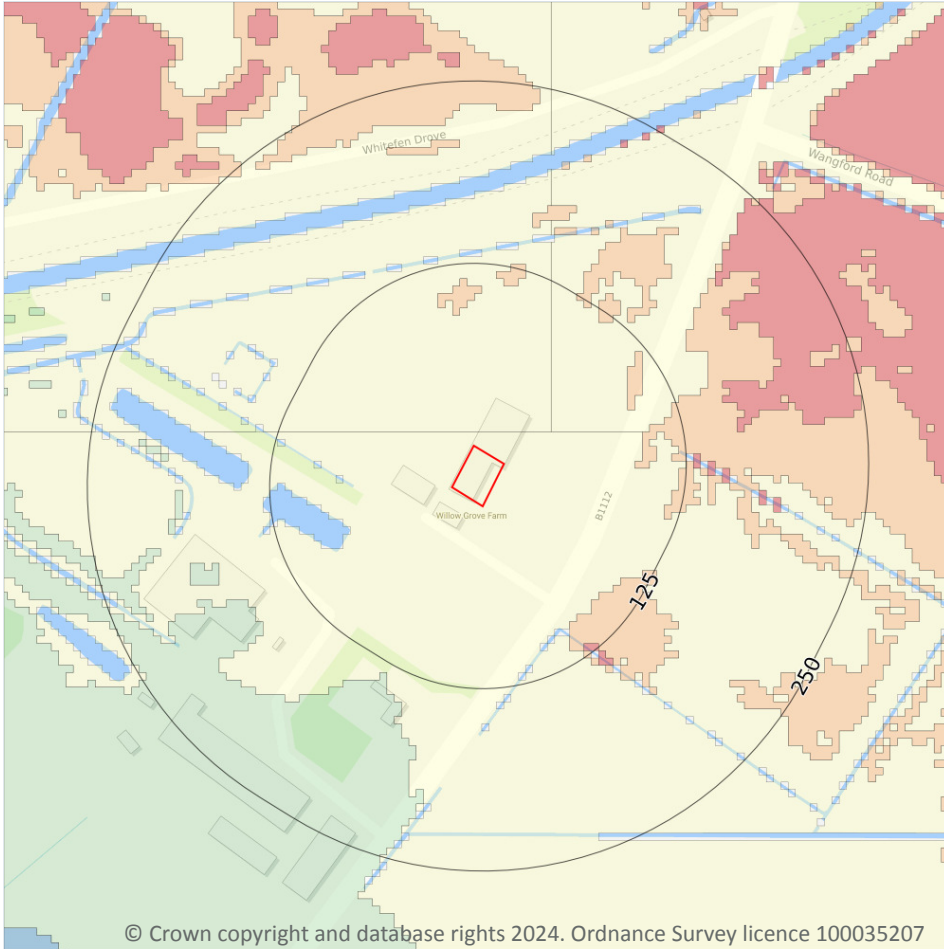 Whitefen Drove
Wangford Road
B1112
Willow Grove Farm
125
250
© Crown copyright and database rights 2024. Ordnance Survey licence 100035207